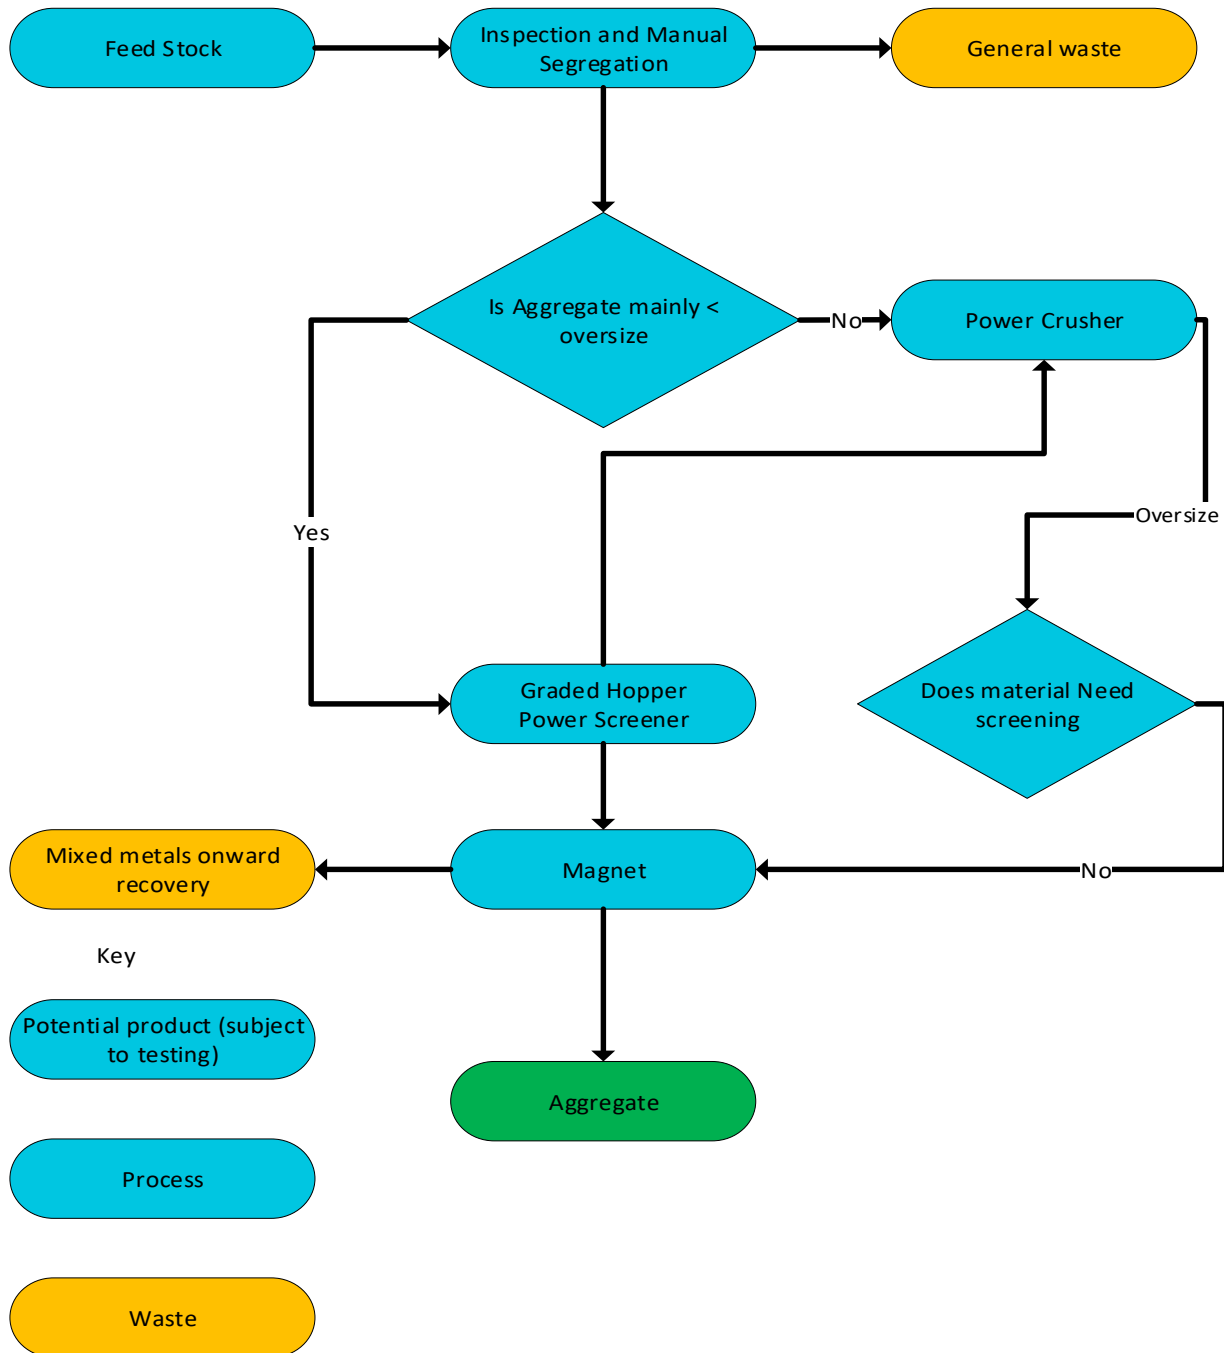 Feed Stock
Inspection and Manual
Segregation
General waste
Is Aggregate mainly <
oversize
No
Power Crusher
Yes
Oversize
Graded Hopper
Power Screener
Does material Need
screening
Mixed metals onward
recovery
Magnet
No
Key
Potential product (subject
to testing)
Aggregate
Process
Waste